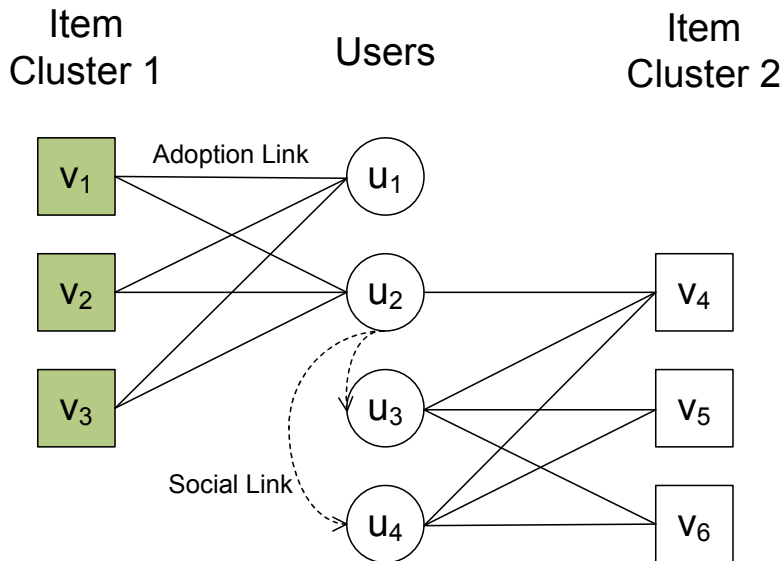 Item
Cluster 1
Users
Item
Cluster 2
Adoption Link
v₁
u₁
v₂
u₂
v₄
v₃
u₃
v₅
Social Link
u₄
v₆